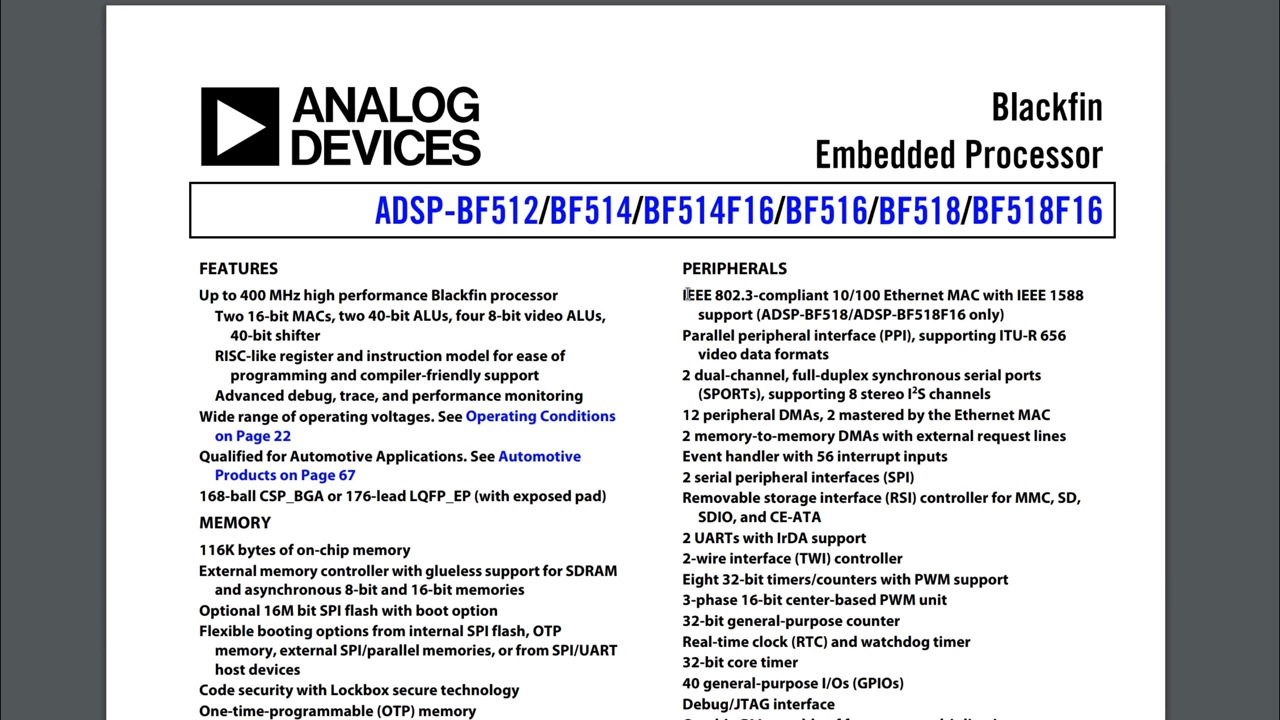 ANALOG
DEVICES
Blackfin
Embedded Processor
ADSP-BF512/BF514/BF514F16/BF516/BF518/BF518F16
FEATURES
Up to 400 MHz high performance Blackfin processor
Two 16-bit MACs, two 40-bit ALUs, four 8-bit video ALUs,
40-bit shifter
RISC-like register and instruction model for ease of
programming and compiler-friendly support
Advanced debug, trace, and performance monitoring
Wide range of operating voltages. See Operating Conditions
on Page 22
Qualified for Automotive Applications. See Automotive
Products on Page 67
168-ball CSP_BGA or 176-lead LQFP_EP (with exposed pad)
MEMORY
116K bytes of on-chip memory
External memory controller with glueless support for SDRAM
and asynchronous 8-bit and 16-bit memories
Optional 16M bit SPI flash with boot option
Flexible booting options from internal SPI flash, OTP
memory, external SPI/parallel memories, or from SPI/UART
host devices
Code security with Lockbox secure technology
One-time-programmable (OTP) memory
PERIPHERALS
IEEE 802.3-compliant 10/100 Ethernet MAC with IEEE 1588
support (ADSP-BF518/ADSP-BF518F16 only)
Parallel peripheral interface (PPI), supporting ITU-R 656
video data formats
2 dual-channel, full-duplex synchronous serial ports
(SPORTs), supporting 8 stereo I²S channels
12 peripheral DMAs, 2 mastered by the Ethernet MAC
2 memory-to-memory DMAs with external request lines
Event handler with 56 interrupt inputs
2 serial peripheral interfaces (SPI)
Removable storage interface (RSI) controller for MMC, SD,
SDIO, and CE-ATA
2 UARTs with IrDA support
2-wire interface (TWI) controller
Eight 32-bit timers/counters with PWM support
3-phase 16-bit center-based PWM unit
32-bit general-purpose counter
Real-time clock (RTC) and watchdog timer
32-bit core timer
40 general-purpose I/Os (GPIOs)
Debug/JTAG interface